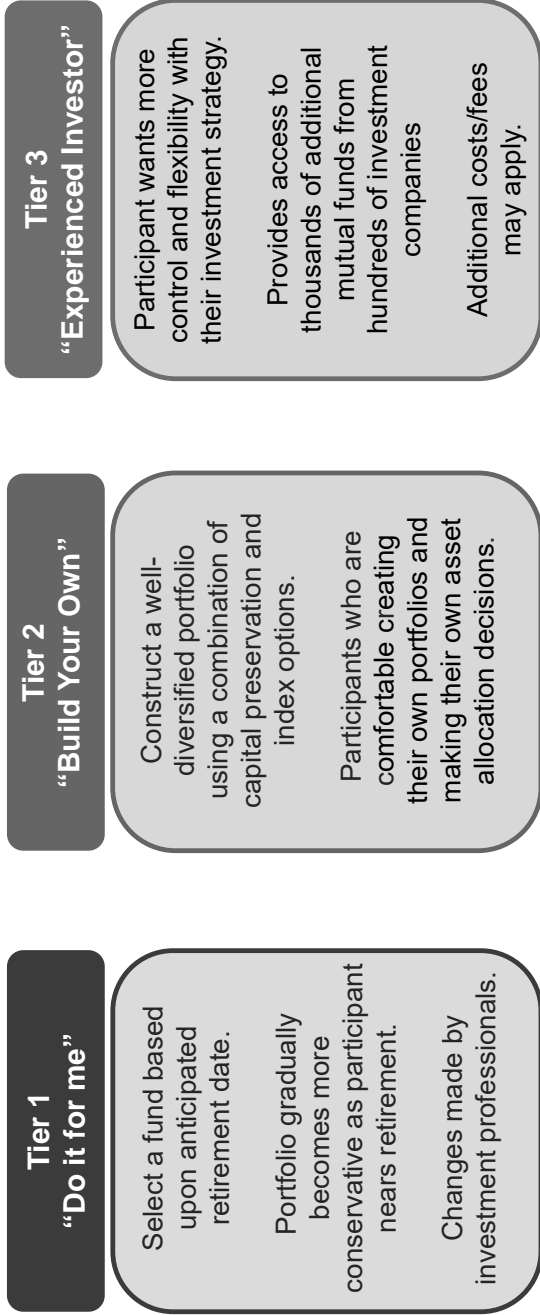 Tier 1
“Do it for me”
Select a fund based
upon anticipated
retirement date.
Portfolio gradually
becomes more
conservative as participant
nears retirement.
Changes made by
investment professionals.
Tier 2
“Build Your Own”
Construct a well-
diversified portfolio
using a combination of
capital preservation and
index options.
Participants who are
comfortable creating
their own portfolios and
making their own asset
allocation decisions.
Tier 3
“Experienced Investor”
Participant wants more
control and flexibility with
their investment strategy.
Provides access to
thousands of additional
mutual funds from
hundreds of investment
companies
Additional costs/fees
may apply.